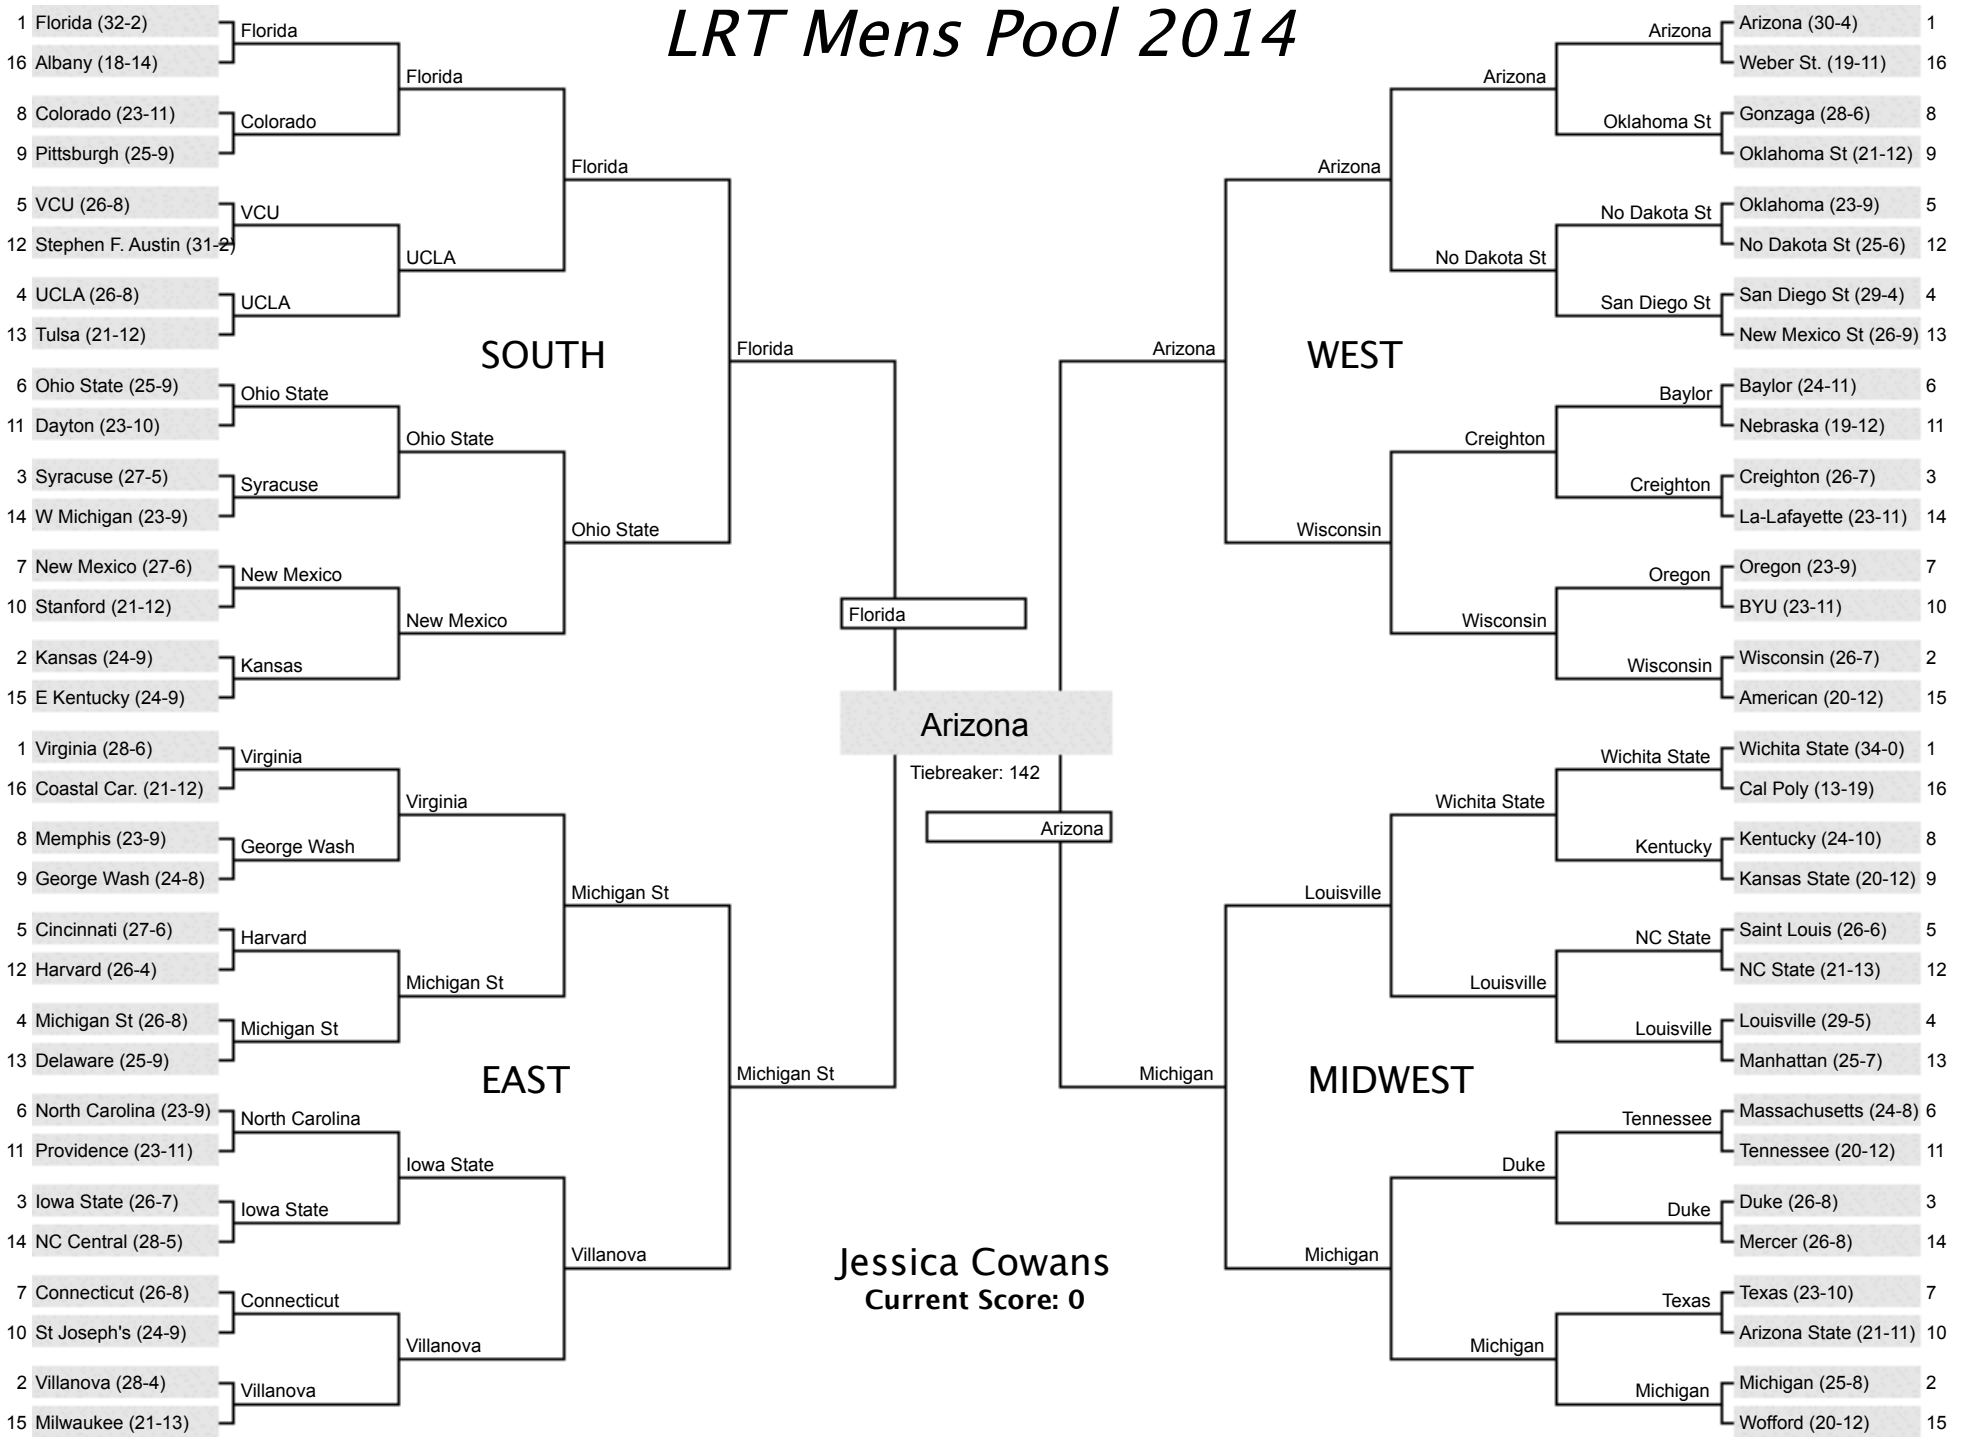 LRT Mens Pool 2014
1 Florida (32-2)
16 Albany (18-14)
8 Colorado (23-11)
9 Pittsburgh (25-9)
5 VCU (26-8)
12 Stephen F. Austin (31-2)
4 UCLA (26-8)
13 Tulsa (21-12)
6 Ohio State (25-9)
11 Dayton (23-10)
3 Syracuse (27-5)
14 W Michigan (23-9)
7 New Mexico (27-6)
10 Stanford (21-12)
2 Kansas (24-9)
15 E Kentucky (24-9)
Florida
Colorado
VCU
UCLA
Ohio State
Syracuse
New Mexico
Kansas
Florida
UCLA
Ohio State
New Mexico
Florida
Ohio State
SOUTH
Florida
1 Virginia (28-6)
16 Coastal Car. (21-12)
8 Memphis (23-9)
9 George Wash (24-8)
5 Cincinnati (27-6)
12 Harvard (26-4)
4 Michigan St (26-8)
13 Delaware (25-9)
6 North Carolina (23-9)
11 Providence (23-11)
3 Iowa State (26-7)
14 NC Central (28-5)
7 Connecticut (26-8)
10 St Joseph's (24-9)
2 Villanova (28-4)
15 Milwaukee (21-13)
Virginia
George Wash
Harvard
Michigan St
North Carolina
Iowa State
Connecticut
Villanova
Virginia
Michigan St
Iowa State
Villanova
Michigan St
Villanova
EAST
Michigan St
Florida
Arizona
Tiebreaker: 142
Arizona
Jessica Cowans
Current Score: 0
Arizona (30-4) 1
Weber St. (19-11) 16
Gonzaga (28-6) 8
Oklahoma St (21-12) 9
Oklahoma (23-9) 5
No Dakota St (25-6) 12
San Diego St (29-4) 4
New Mexico St (26-9) 13
Baylor (24-11) 6
Nebraska (19-12) 11
Creighton (26-7) 3
La-Lafayette (23-11) 14
Oregon (23-9) 7
BYU (23-11) 10
Wisconsin (26-7) 2
American (20-12) 15
Arizona
Oklahoma St
No Dakota St
San Diego St
Baylor
Creighton
Oregon
Wisconsin
Arizona
No Dakota St
Creighton
Wisconsin
Arizona
Wisconsin
WEST
Arizona
Wichita State (34-0) 1
Cal Poly (13-19) 16
Kentucky (24-10) 8
Kansas State (20-12) 9
Saint Louis (26-6) 5
NC State (21-13) 12
Louisville (29-5) 4
Manhattan (25-7) 13
Massachusetts (24-8) 6
Tennessee (20-12) 11
Duke (26-8) 3
Mercer (26-8) 14
Texas (23-10) 7
Arizona State (21-11) 10
Michigan (25-8) 2
Wofford (20-12) 15
Wichita State
Kentucky
NC State
Louisville
Tennessee
Duke
Texas
Michigan
Wichita State
Louisville
Duke
Michigan
Louisville
Michigan
MIDWEST
Michigan